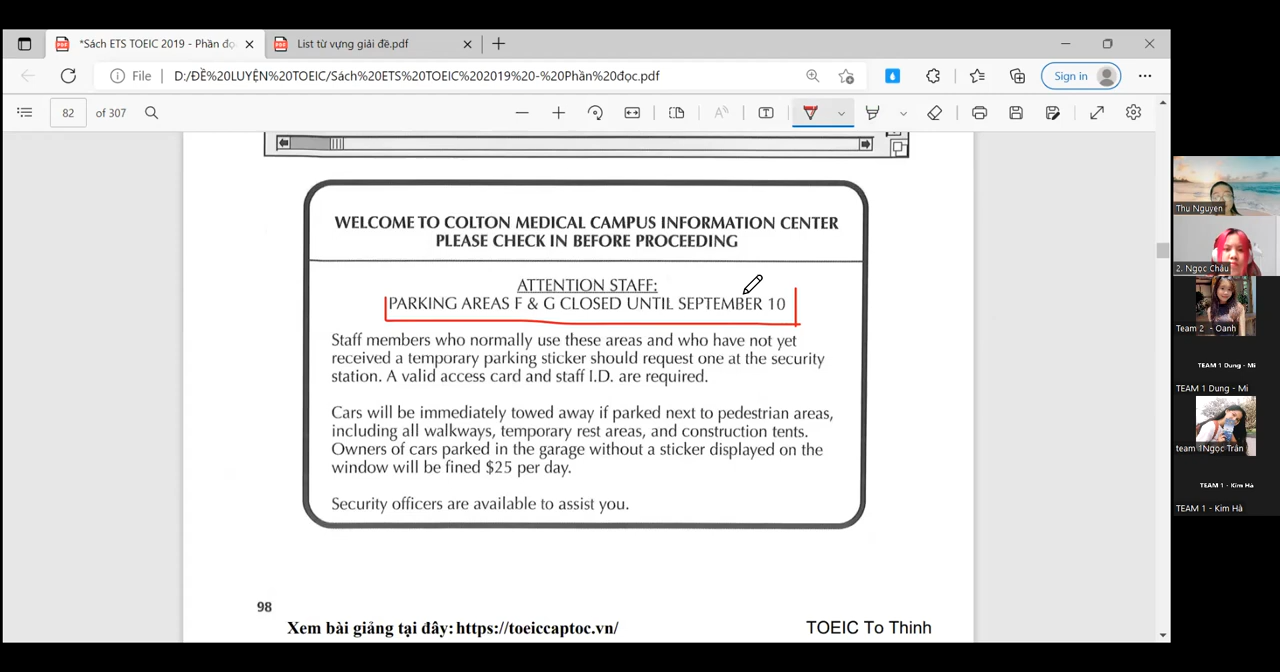 *Sách ETS TOEIC 2019 - Phần đọ
List từ vựng giải đề.pdf
File
D:/ĐỀ%20LUYỆN%20TOEIC/Sách%20ETS%20TOEIC%202019%20-%20Phần%20đọc.pdf
Sign in
82 of 307
WELCOME TO COLTON MEDICAL CAMPUS INFORMATION CENTER
PLEASE CHECK IN BEFORE PROCEEDING
ATTENTION STAFF:
PARKING AREAS F & G CLOSED UNTIL SEPTEMBER 10
Staff members who normally use these areas and who have not yet
received a temporary parking sticker should request one at the security
station. A valid access card and staff I.D. are required.
Cars will be immediately towed away if parked next to pedestrian areas,
including all walkways, temporary rest areas, and construction tents.
Owners of cars parked in the garage without a sticker displayed on the
window will be fined $25 per day.
Security officers are available to assist you.
98
Xem bài giảng tại đây: https://toeiccaptoc.vn/
TOEIC To Thinh
Thu Nguyen
2. Ngọc Châu
Team 2 - Oanh
TEAM 1 Dung - Mi
TEAM 1 Dung - Mi
team 1Ngọc Trân
TEAM 1 - Kim Hà
TEAM 1 - Kim Hà